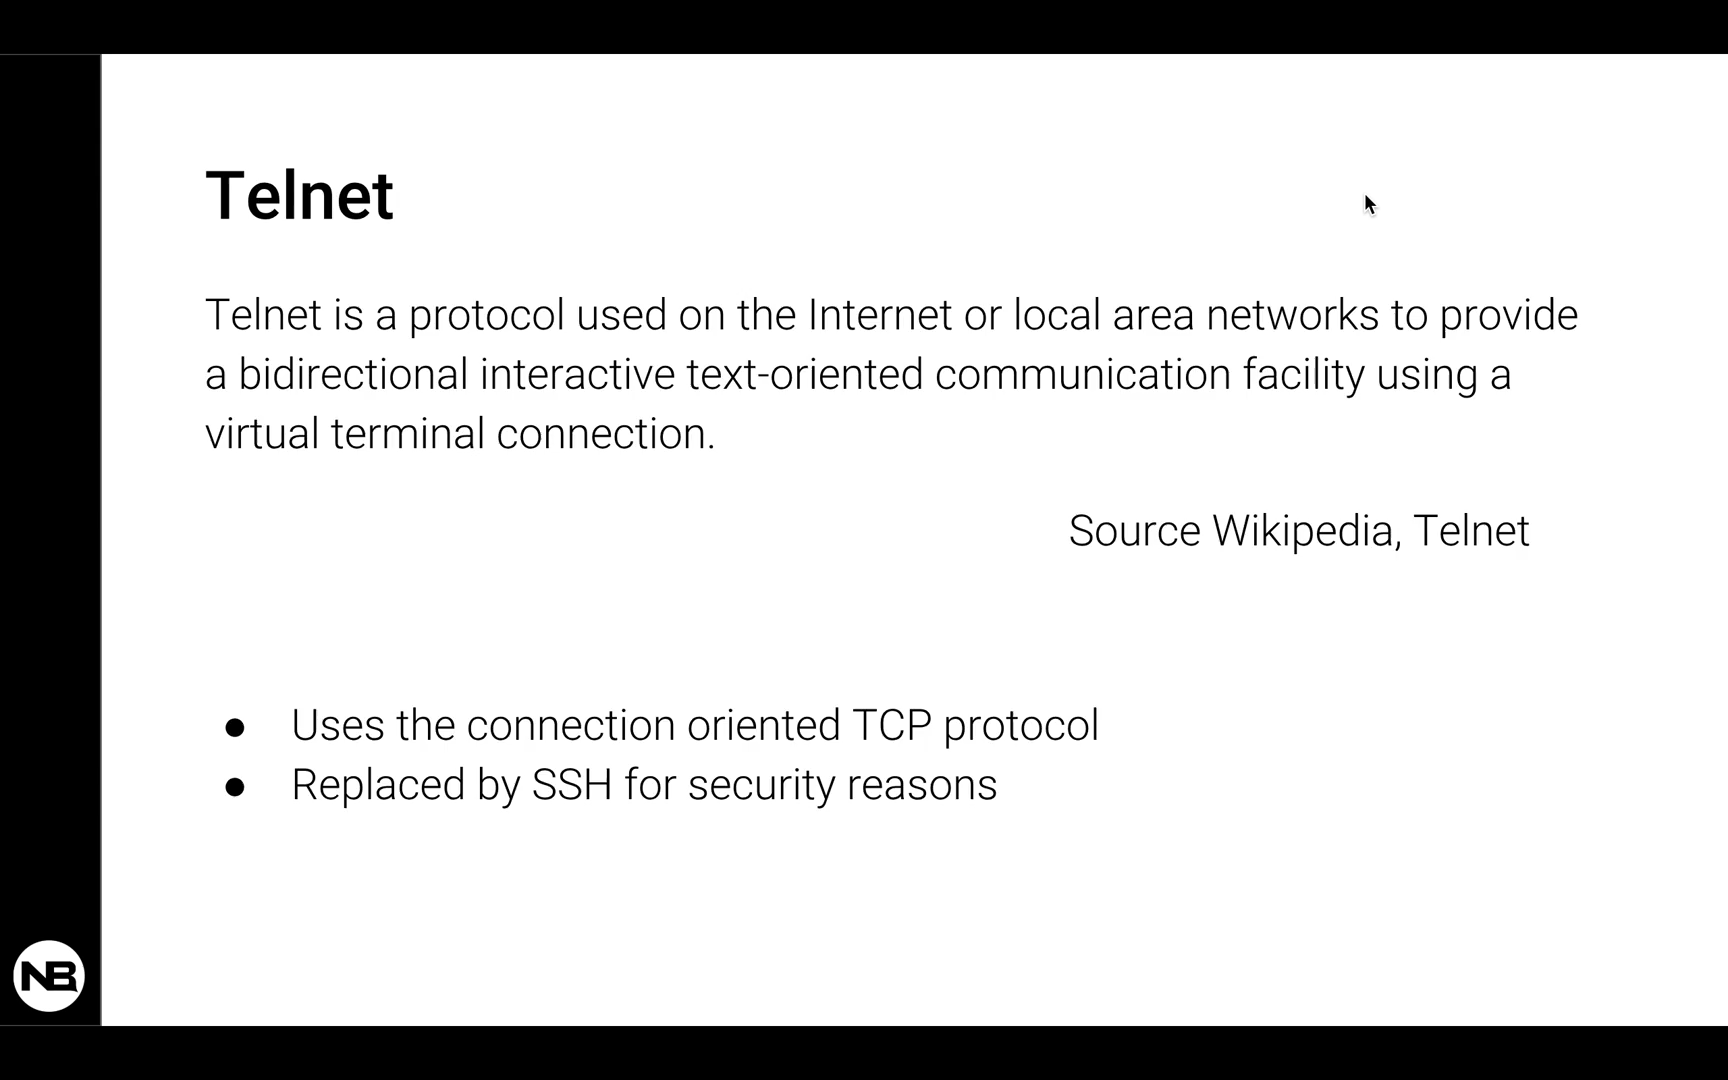 Telnet
Telnet is a protocol used on the Internet or local area networks to provide
a bidirectional interactive text-oriented communication facility using a
virtual terminal connection.
Source Wikipedia, Telnet
● Uses the connection oriented TCP protocol
● Replaced by SSH for security reasons
NB